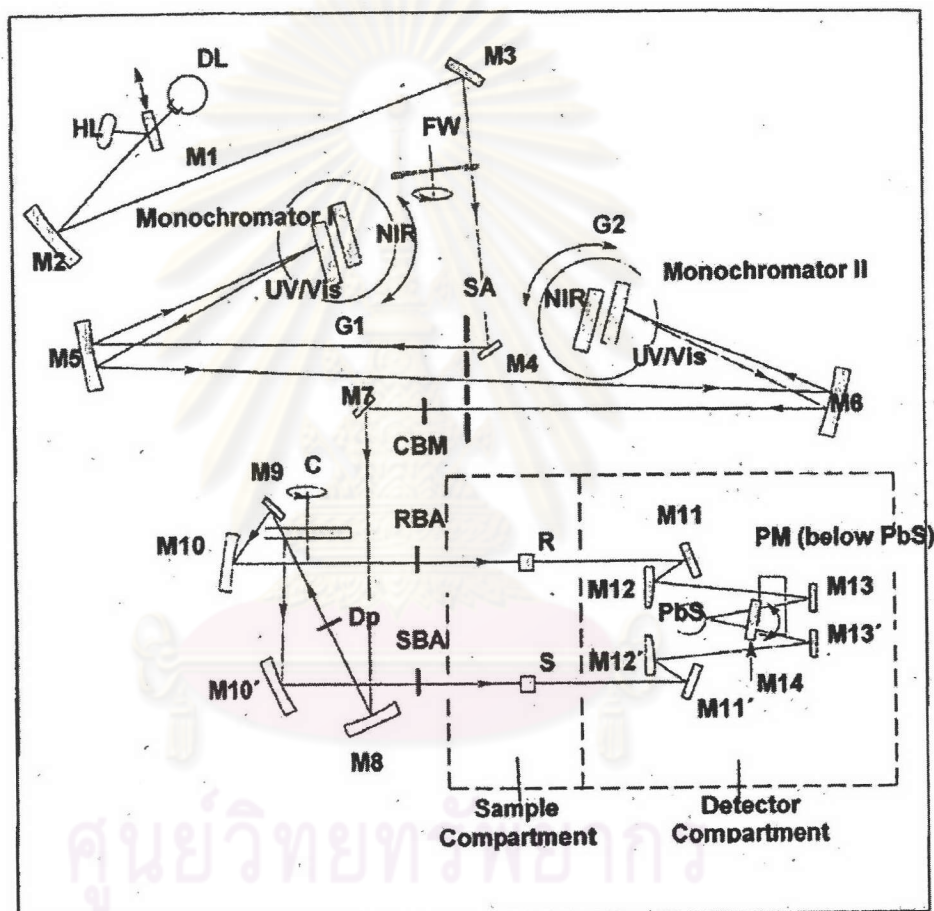 DL
M3
HL
FW
M1
Monochromator I
NIR
G2
M2
Monochromator II
UV/Vis
SA
NIR
G1
M5
M4
UV/Vis
M7
M6
CBM
M9
C
RBA
M11
M10
R
PM (below PbS)
M12
M13
Dp
PbS
SBA
M13´
M12´
S
M10´
M14
M11´
M8
Sample
Compartment
Detector
Compartment
ศูนย์วิทยทรัพยากร